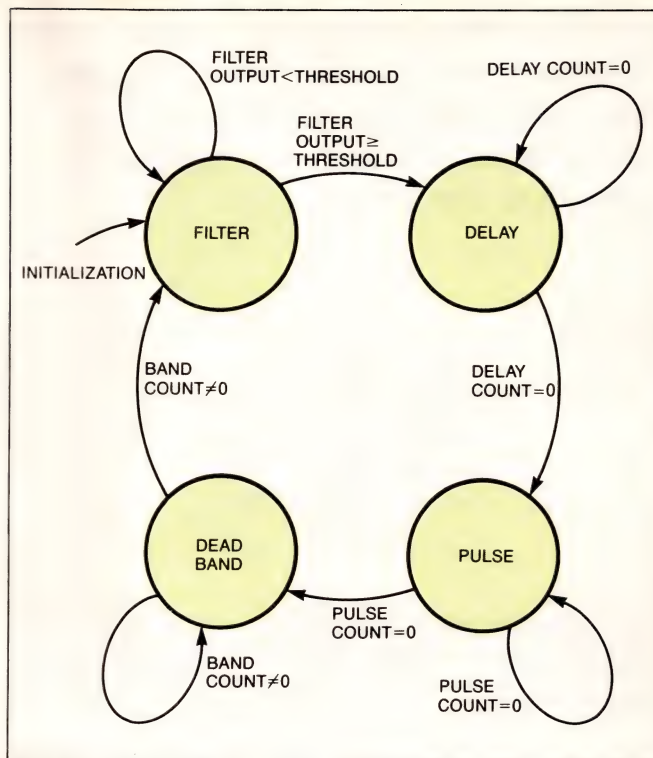 FILTER
OUTPUT<THRESHOLD
DELAY COUNT=0
FILTER
OUTPUT≥
THRESHOLD
FILTER
DELAY
INITIALIZATION
BAND
COUNT≠0
DELAY
COUNT=0
DEAD
BAND
PULSE
PULSE
COUNT=0
BAND
COUNT≠0
PULSE
COUNT=0